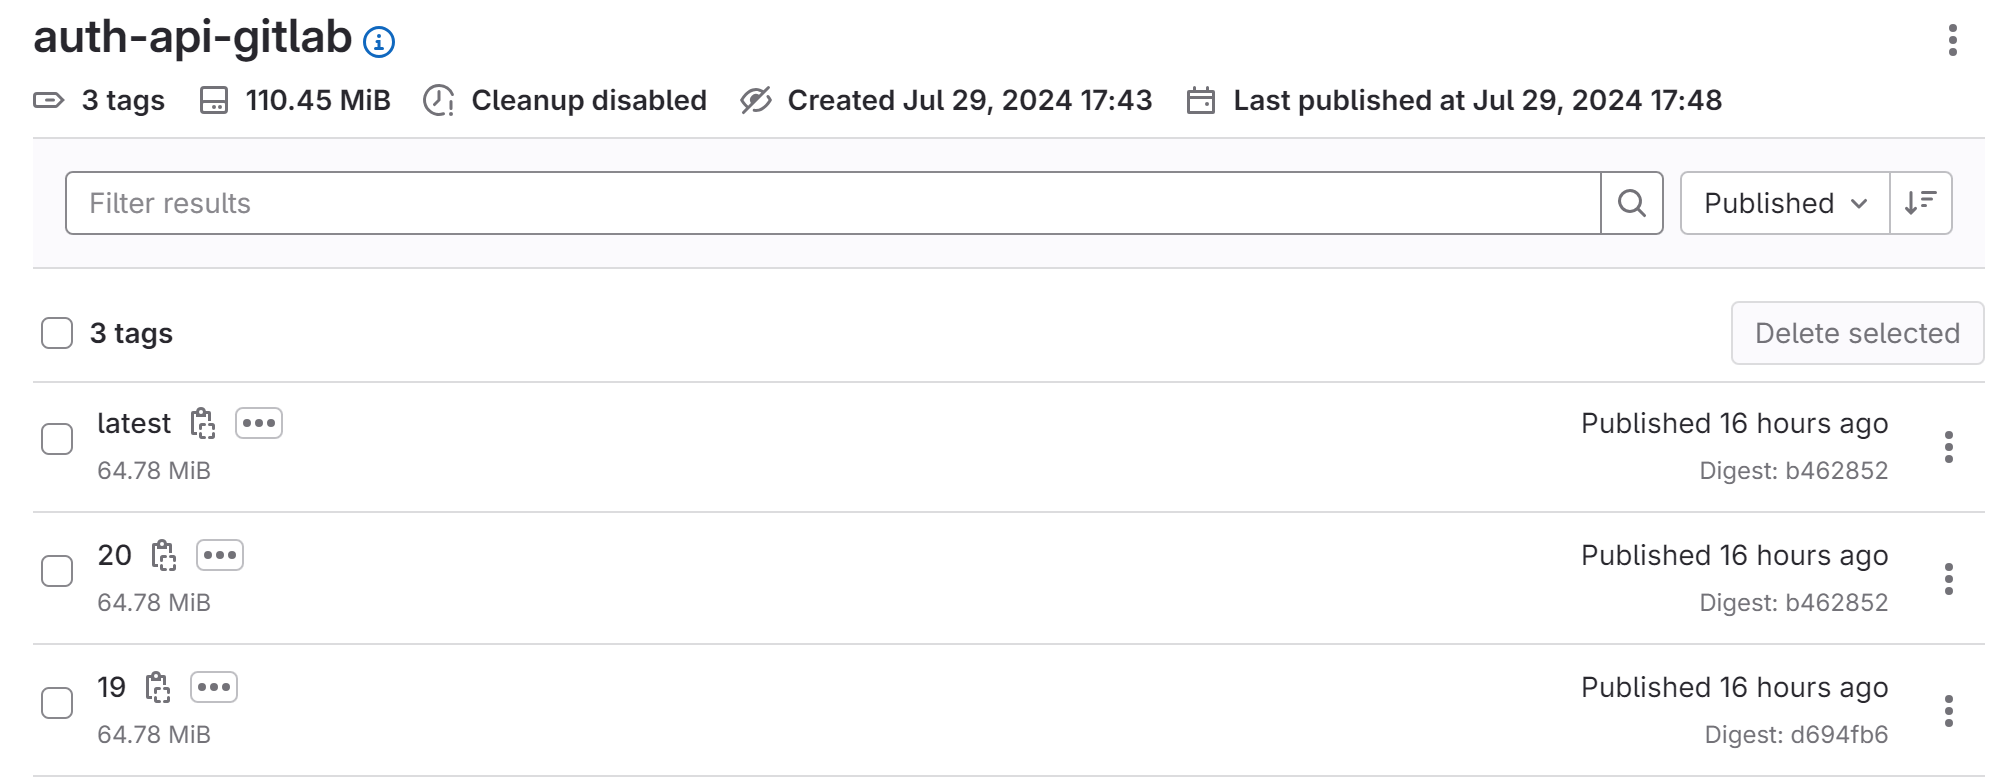 auth-api-gitlab
3 tags 110.45 MiB Cleanup disabled Created Jul 29, 2024 17:43 Last published at Jul 29, 2024 17:48
Filter results Published
3 tags Delete selected
latest Published 16 hours ago
64.78 MiB Digest: b462852
20 Published 16 hours ago
64.78 MiB Digest: b462852
19 Published 16 hours ago
64.78 MiB Digest: d694fb6